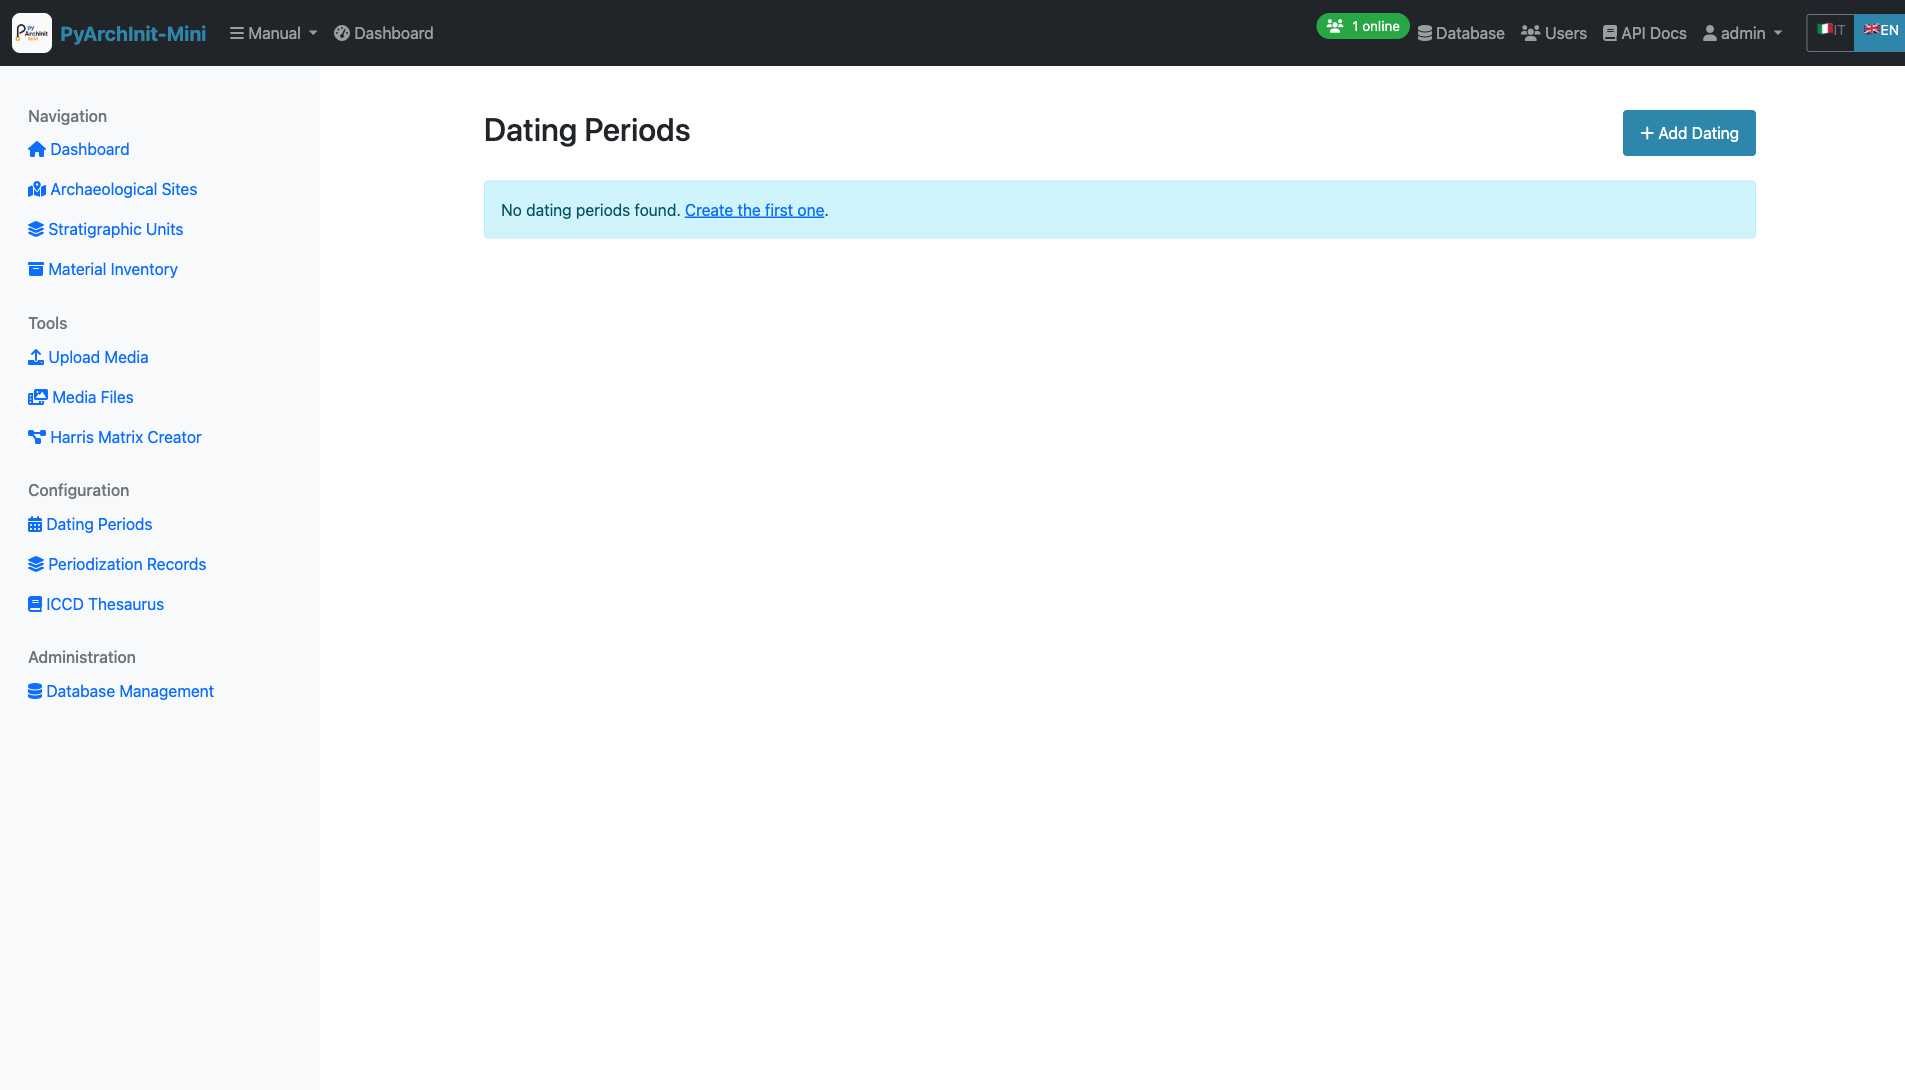 PyArchInit-Mini
Manual
Dashboard
1 online
Database
Users
API Docs
admin
IT
EN
Navigation
Dashboard
Archaeological Sites
Stratigraphic Units
Material Inventory
Tools
Upload Media
Media Files
Harris Matrix Creator
Configuration
Dating Periods
Periodization Records
ICCD Thesaurus
Administration
Database Management
Dating Periods
+ Add Dating
No dating periods found. Create the first one.